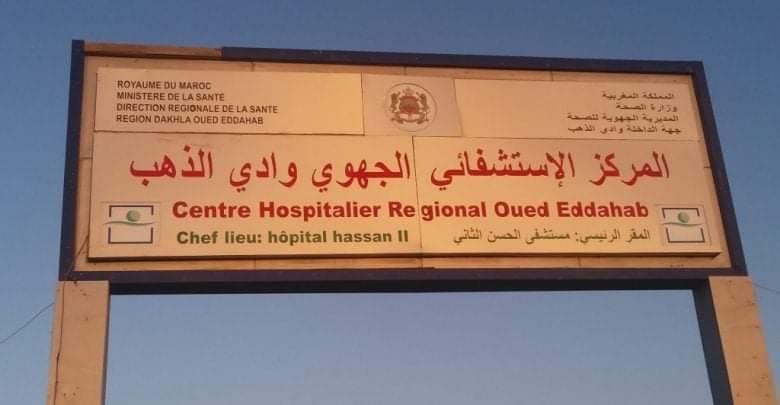 ROYAUME DU MAROC
MINISTERE DE LA SANTÉ
DIRECTION REGIONALE DE LA SANTE
REGION DAKHLA OUED EDDAHAB
المملكة المغربية
وزارة الصحة
المديرية الجهوية للصحة
جهة الداخلة وادي الذهب
المركز الإستشفائي الجهوي وادي الذهب
Centre Hospitalier Regional Oued Eddahab
Chef lieu: hôpital hassan II
المقر الرئيسي: مستشفى الحسن الثاني